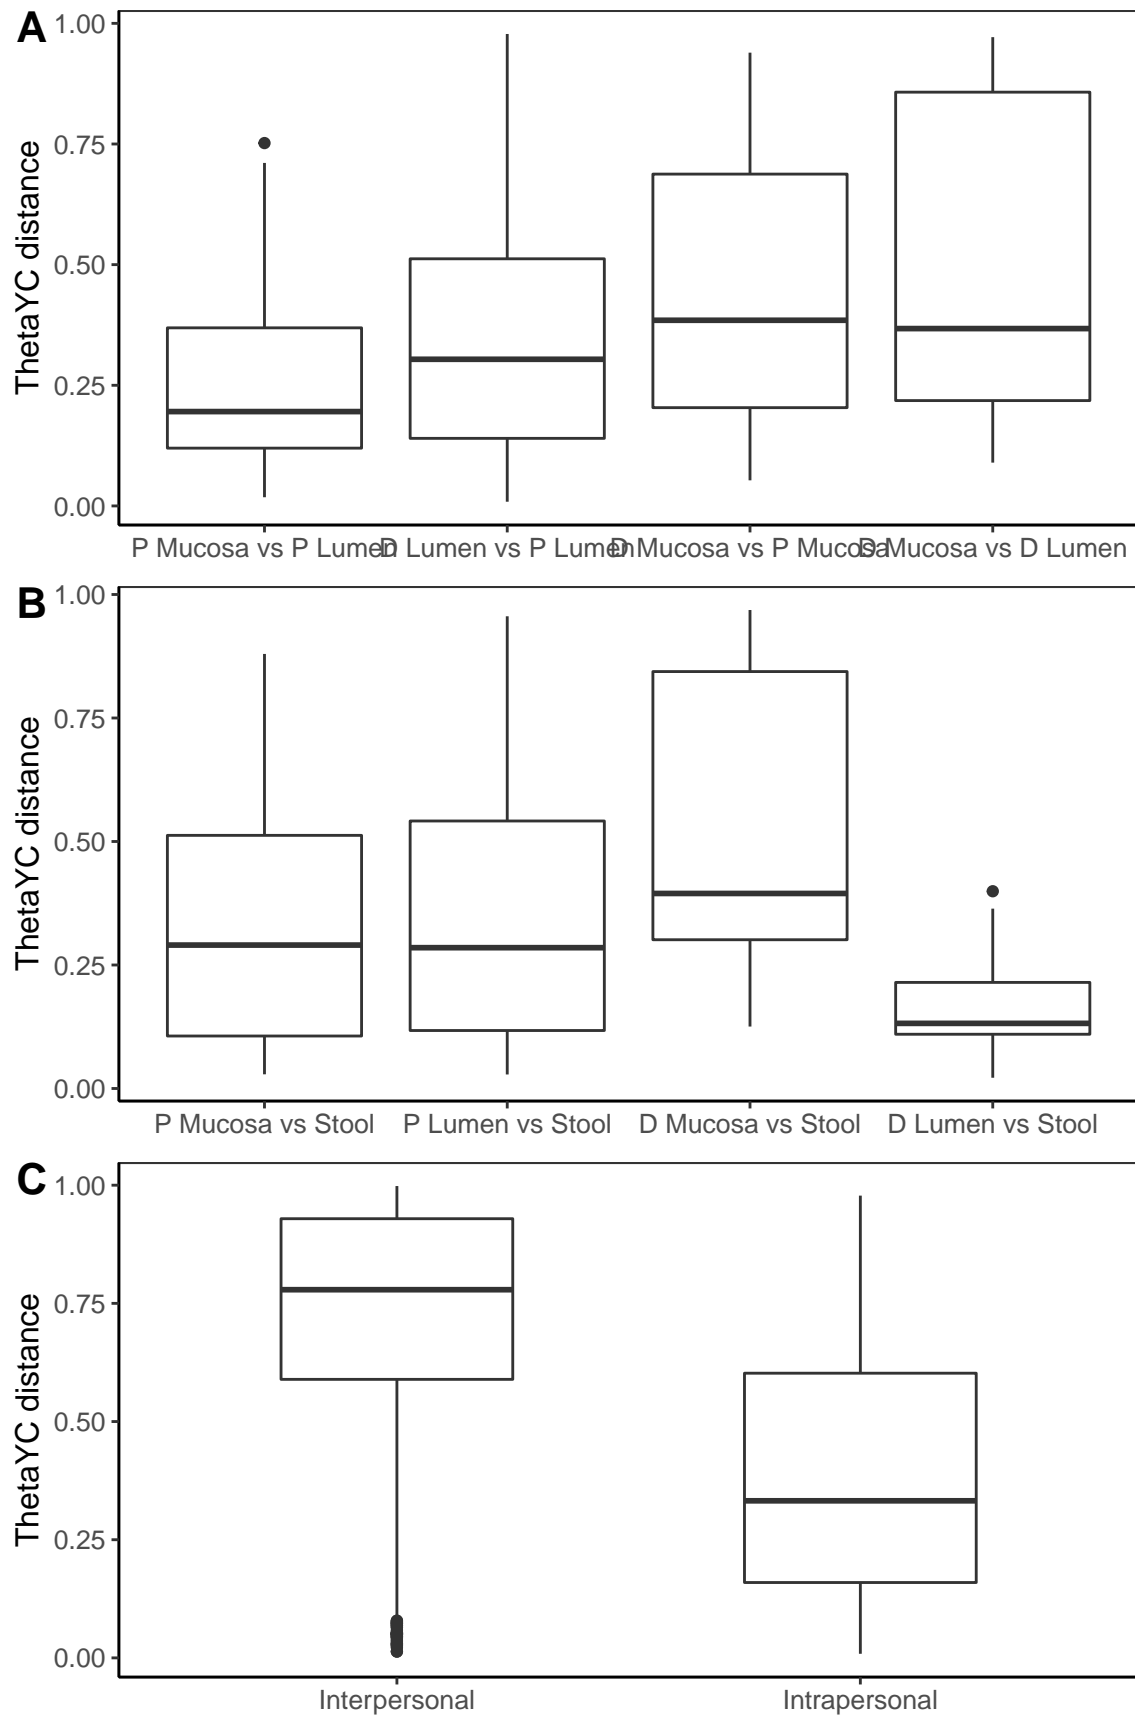 A
ThetaYC distance
1.00
0.75
0.50
0.25
0.00
P Mucosa vs P Lumen
D Lumen vs P Lumen
D Mucosa vs P Mucosa
D Mucosa vs D Lumen
B
ThetaYC distance
1.00
0.75
0.50
0.25
0.00
P Mucosa vs Stool
P Lumen vs Stool
D Mucosa vs Stool
D Lumen vs Stool
C
ThetaYC distance
1.00
0.75
0.50
0.25
0.00
Interpersonal
Intrapersonal